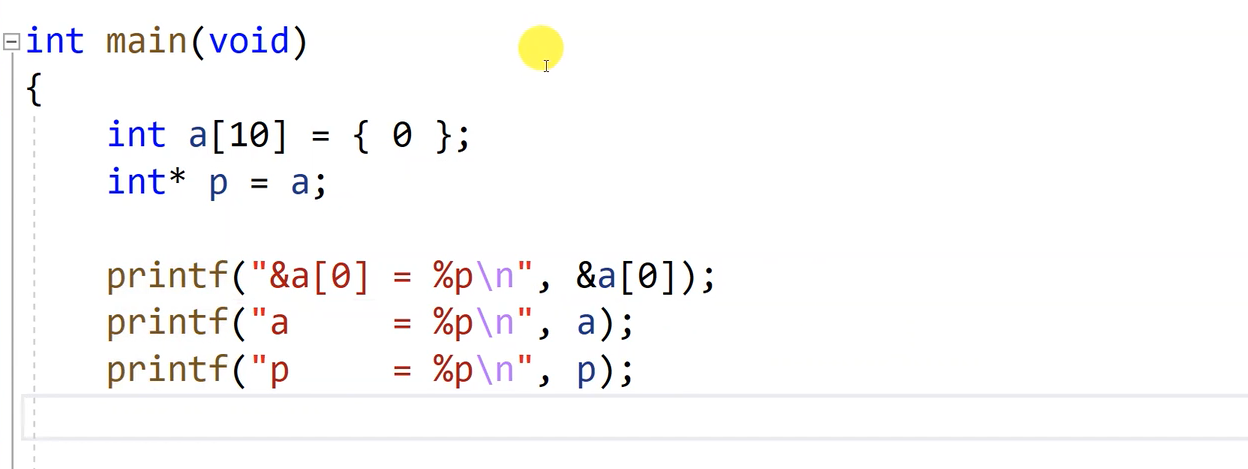 int main(void)
{
    int a[10] = { 0 };
    int* p = a;
    printf("&a[0] = %p\n", &a[0]);
    printf("a     = %p\n", a);
    printf("p     = %p\n", p);